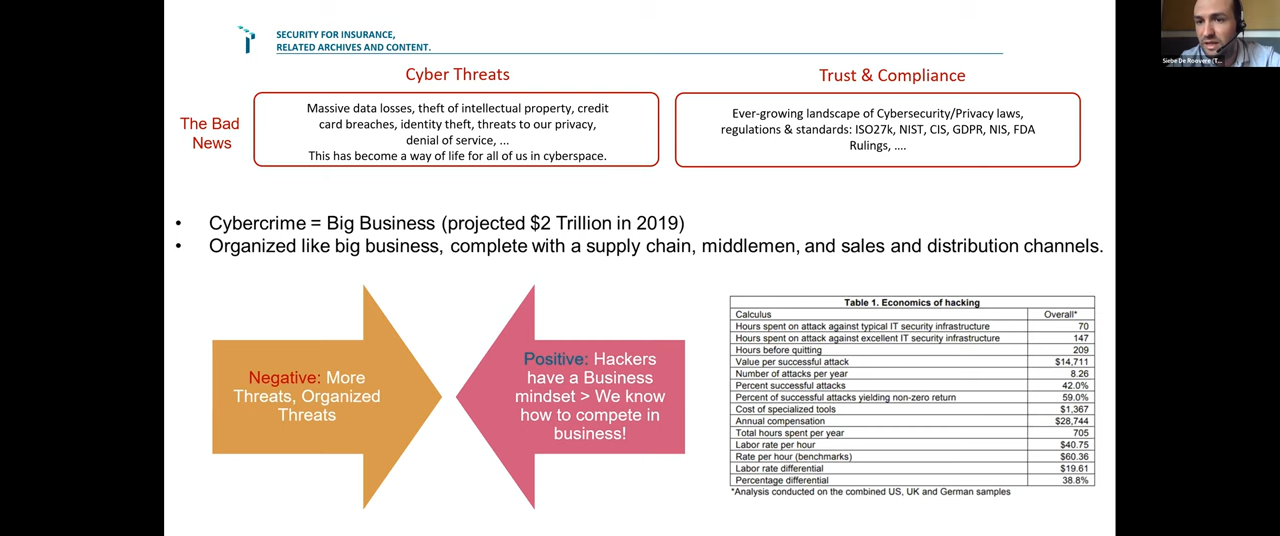 SECURITY FOR INSURANCE,
RELATED ARCHIVES AND CONTENT.
Siebe De Roovere (T...
Cyber Threats
Trust & Compliance
The Bad
News
Massive data losses, theft of intellectual property, credit
card breaches, identity theft, threats to our privacy,
denial of service, ...
This has become a way of life for all of us in cyberspace.
Ever-growing landscape of Cybersecurity/Privacy laws,
regulations & standards: ISO27k, NIST, CIS, GDPR, NIS, FDA
Rulings, ....
• Cybercrime = Big Business (projected $2 Trillion in 2019)
• Organized like big business, complete with a supply chain, middlemen, and sales and distribution channels.
Negative: More
Threats, Organized
Threats
Positive: Hackers
have a Business
mindset > We know
how to compete in
business!
Table 1. Economics of hacking
Calculus Overall*
Hours spent on attack against typical IT security infrastructure 70
Hours spent on attack against excellent IT security infrastructure 147
Hours before quitting 209
Value per successful attack $14,711
Number of attacks per year 8.26
Percent successful attacks 42.0%
Percent of successful attacks yielding non-zero return 59.0%
Cost of specialized tools $1,367
Annual compensation $28,744
Total hours spent per year 705
Labor rate per hour $40.75
Rate per hour (benchmarks) $60.36
Labor rate differential $19.61
Percentage differential 38.8%
*Analysis conducted on the combined US, UK and German samples